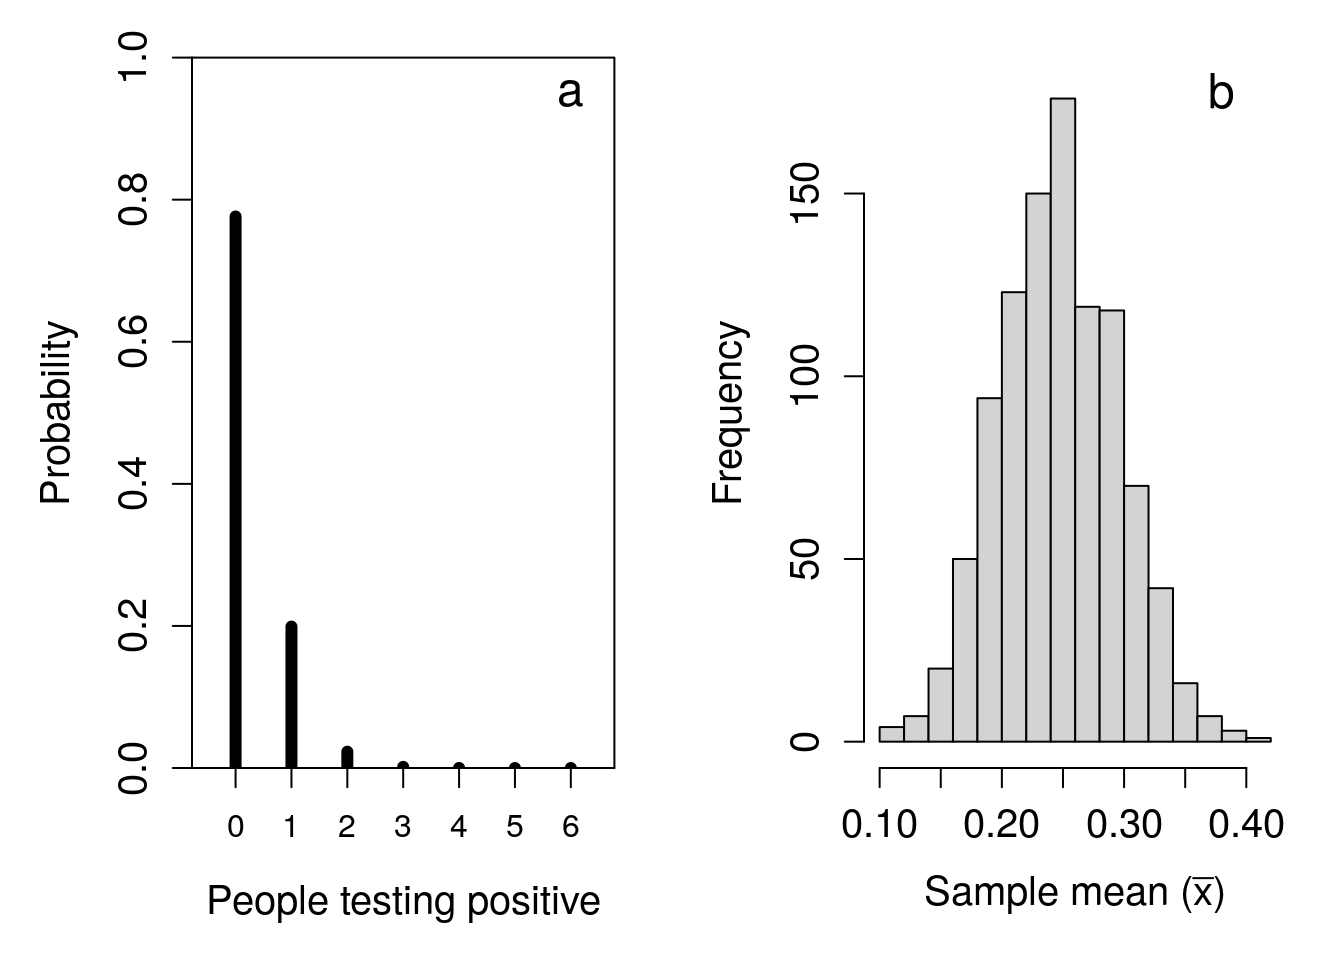 a
1.0
0.8
0.6
0.4
0.2
0.0
Probability
0 1 2 3 4 5 6
People testing positive
b
150
100
50
0
Frequency
0.10 0.20 0.30 0.40
Sample mean (x̅)